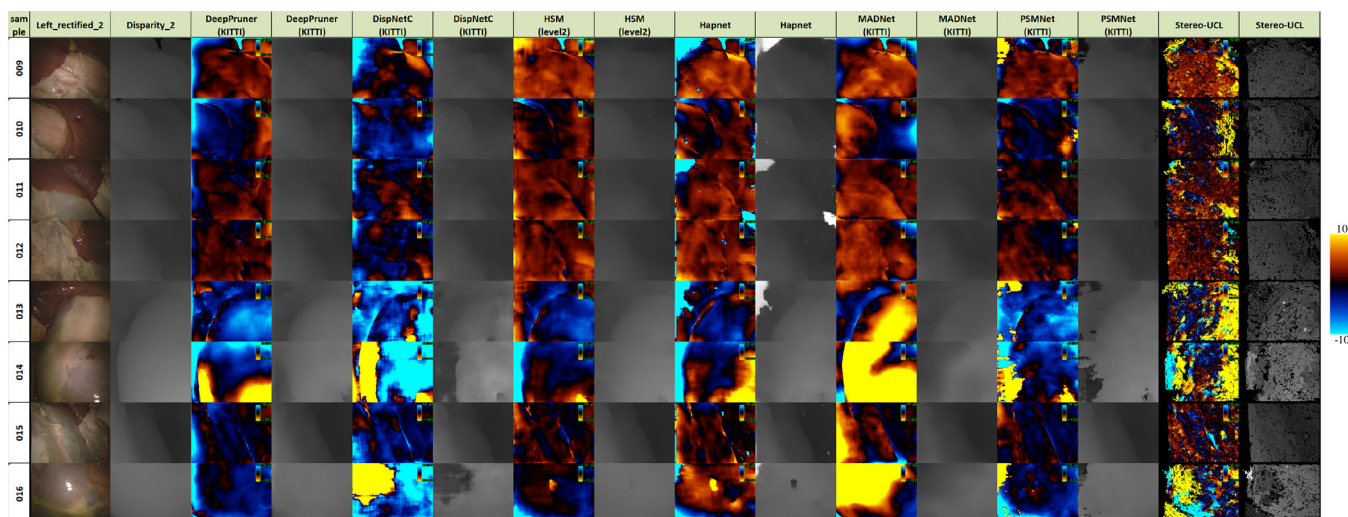 sam
ple
Left_rectified_2
Disparity_2
DeepPruner
(KITTI)
DeepPruner
(KITTI)
DispNetC
(KITTI)
DispNetC
(KITTI)
HSM
(level2)
HSM
(level2)
Hapnet
Hapnet
MADNet
(KITTI)
MADNet
(KITTI)
PSMNet
(KITTI)
PSMNet
(KITTI)
Stereo-UCL
Stereo-UCL
009
010
011
012
013
014
015
016
10
-10